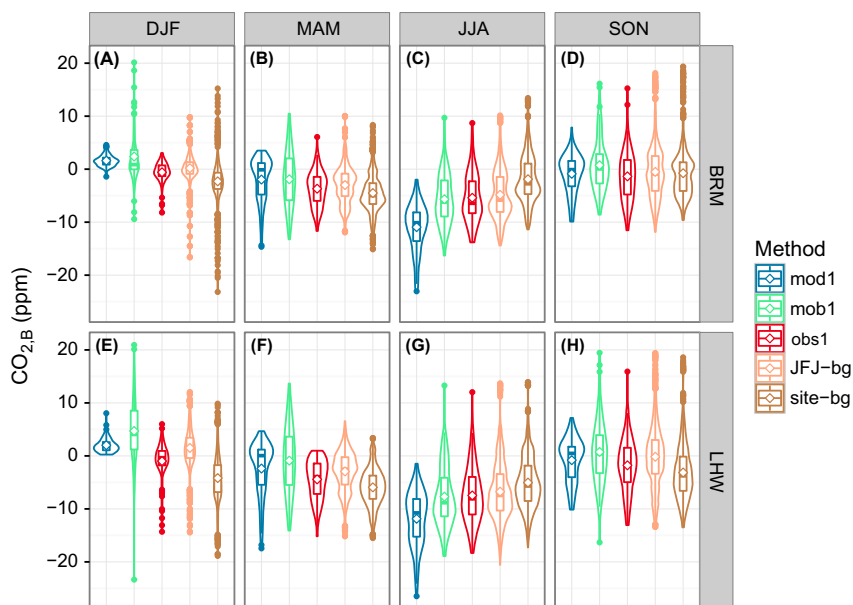 DJF MAM JJA SON
(A) (B) (C) (D)
20
10
0
−10
−20
BRM
(E) (F) (G) (H)
20
10
0
−10
−20
LHW
CO2,B (ppm)
Method
mod1
mob1
obs1
JFJ−bg
site−bg